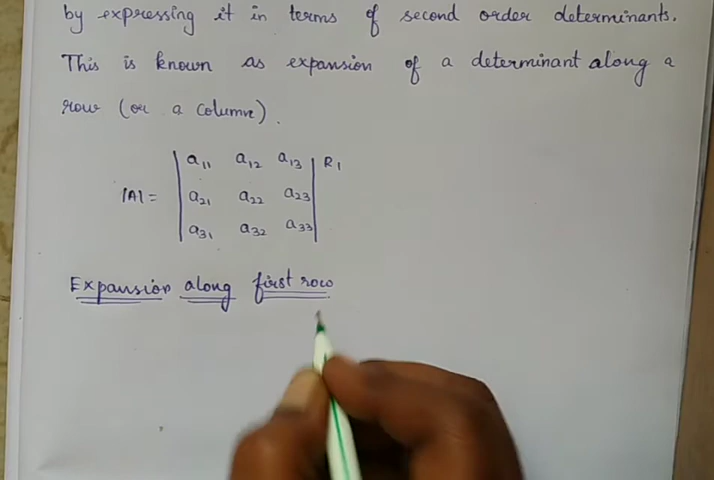 by expressing it in terms of second order determinants.
This is known as expansion of a determinant along a
row (or a column).
a₁₁ a₁₂ a₁₃ R₁
|A| = a₂₁ a₂₂ a₂₃
a₃₁ a₃₂ a₃₃
Expansion along first row